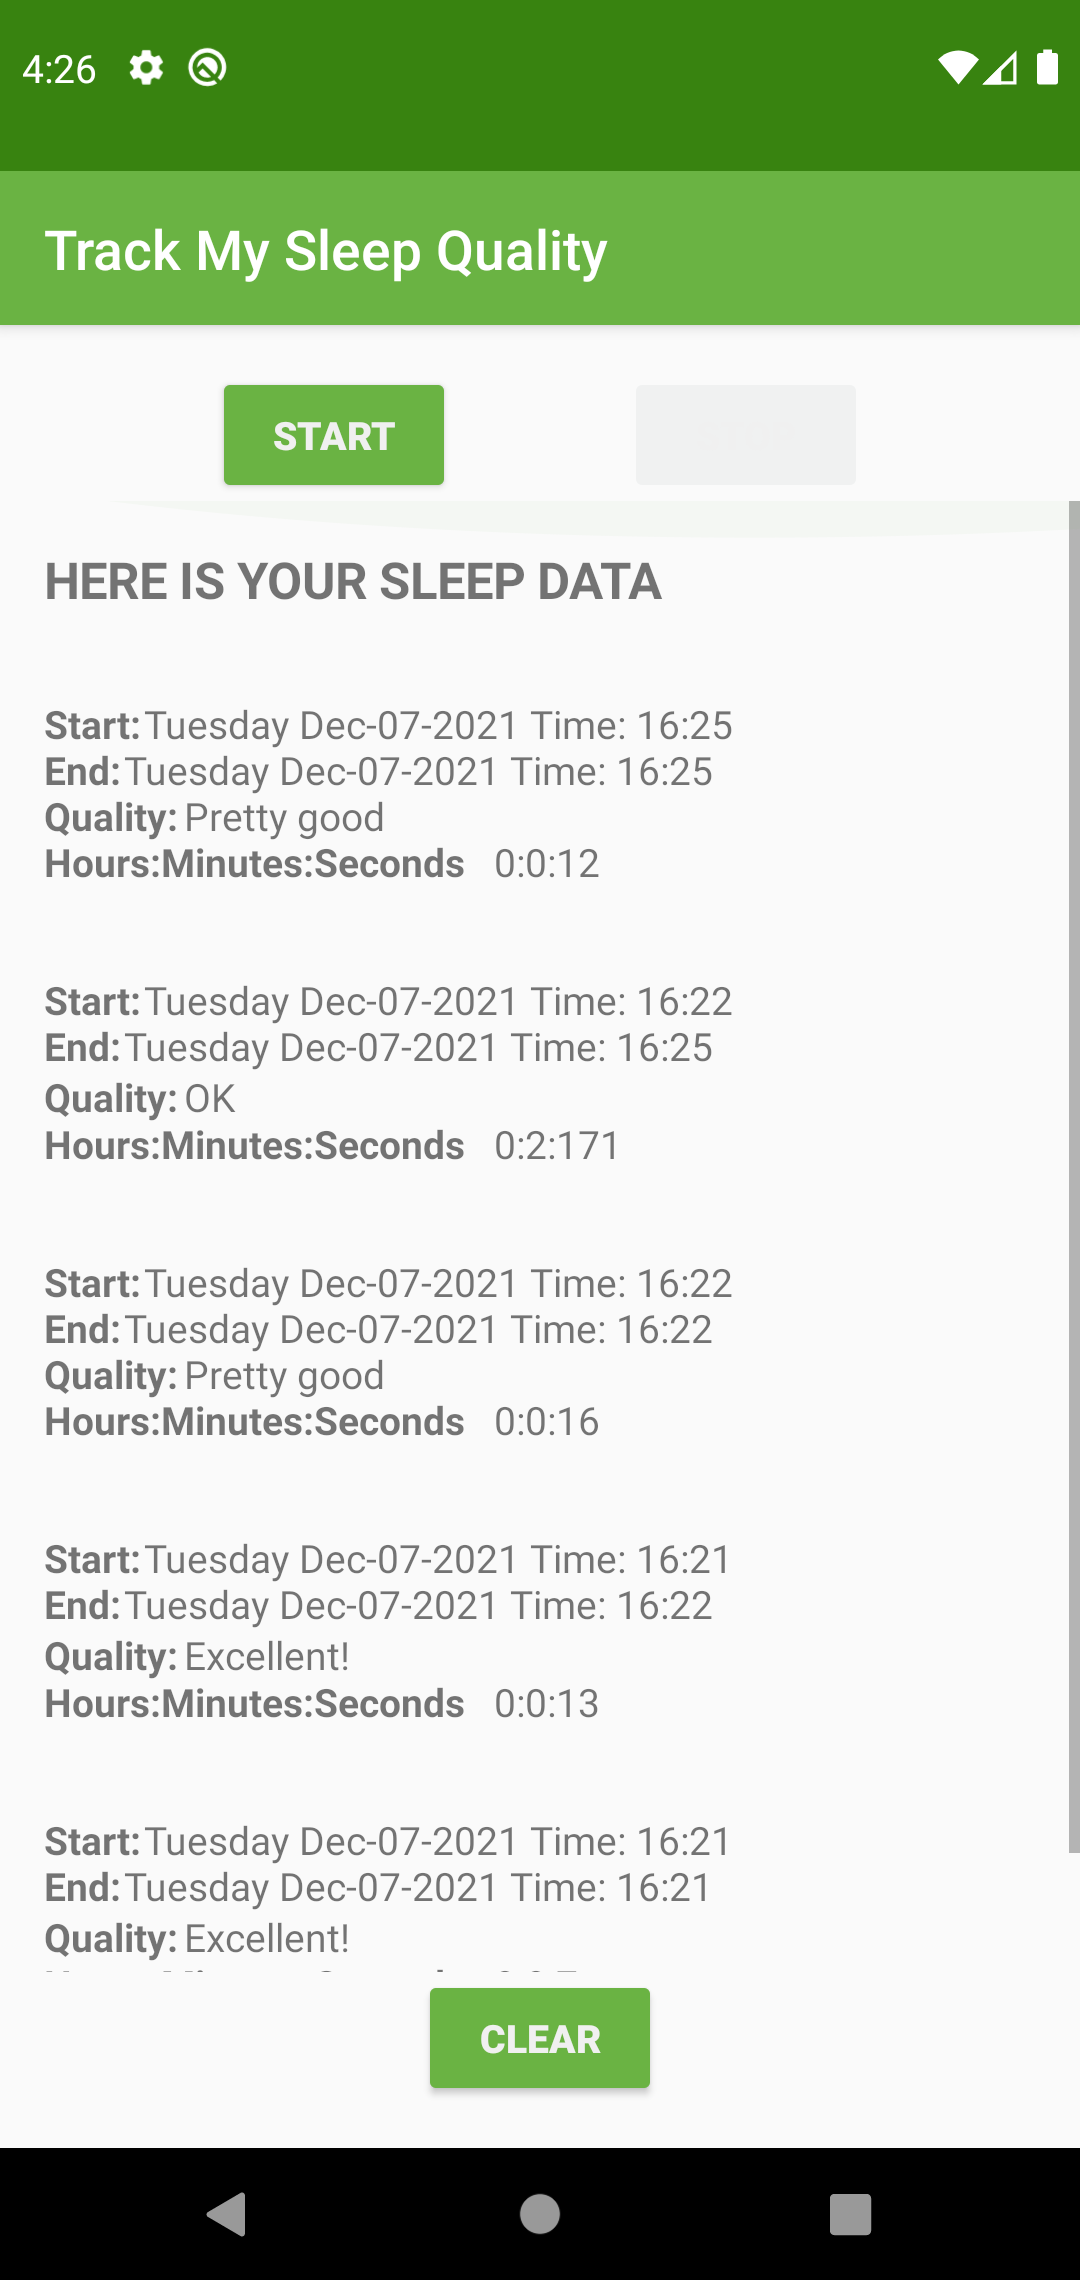 4:26
Track My Sleep Quality
START
HERE IS YOUR SLEEP DATA
Start:Tuesday Dec-07-2021 Time: 16:25
End:Tuesday Dec-07-2021 Time: 16:25
Quality: Pretty good
Hours:Minutes:Seconds 0:0:12
Start:Tuesday Dec-07-2021 Time: 16:22
End:Tuesday Dec-07-2021 Time: 16:25
Quality: OK
Hours:Minutes:Seconds 0:2:171
Start:Tuesday Dec-07-2021 Time: 16:22
End:Tuesday Dec-07-2021 Time: 16:22
Quality: Pretty good
Hours:Minutes:Seconds 0:0:16
Start:Tuesday Dec-07-2021 Time: 16:21
End:Tuesday Dec-07-2021 Time: 16:22
Quality: Excellent!
Hours:Minutes:Seconds 0:0:13
Start:Tuesday Dec-07-2021 Time: 16:21
End:Tuesday Dec-07-2021 Time: 16:21
Quality: Excellent!
CLEAR